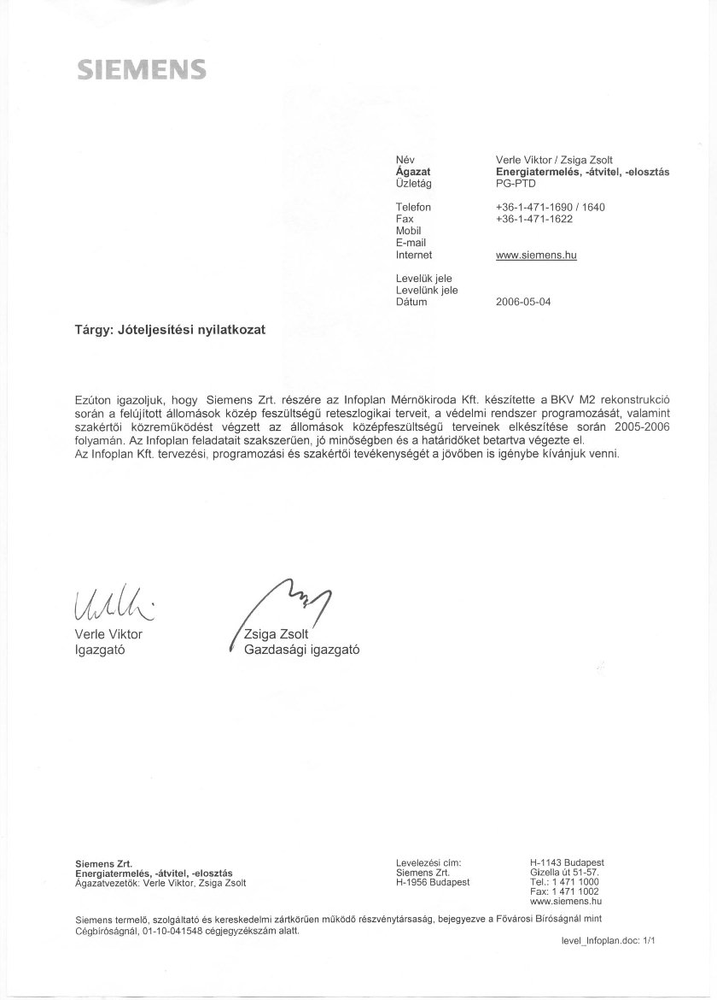 SIEMENS
Név Verle Viktor / Zsiga Zsolt
Ágazat Energiatermelés, -átvitel, -elosztás
Üzletág PG-PTD
Telefon +36-1-471-1690 / 1640
Fax +36-1-471-1622
Mobil
E-mail
Internet www.siemens.hu
Levelük jele
Levelünk jele
Dátum 2006-05-04
Tárgy: Jóteljesítési nyilatkozat
Ezúton igazoljuk, hogy Siemens Zrt. részére az Infoplan Mérnökiroda Kft. készítette a BKV M2 rekonstrukció
során a felújított állomások közép feszültségű reteszlogikai terveit, a védelmi rendszer programozását, valamint
szakértői közreműködést végzett az állomások középfeszültségű terveinek elkészítése során 2005-2006
folyamán. Az Infoplan feladatait szakszerűen, jó minőségben és a határidőket betartva végezte el.
Az Infoplan Kft. tervezési, programozási és szakértői tevékenységét a jövőben is igénybe kívánjuk venni.
Verle Viktor Zsiga Zsolt
Igazgató Gazdasági igazgató
Siemens Zrt. Levelezési cím: H-1143 Budapest
Energiatermelés, -átvitel, -elosztás Siemens Zrt. Gizella út 51-57.
Ágazatvezetők: Verle Viktor, Zsiga Zsolt H-1956 Budapest Tel.: 1 471 1000
Fax: 1 471 1002
www.siemens.hu
Siemens termelő, szolgáltató és kereskedelmi zártkörűen működő részvénytársaság, bejegyezve a Fővárosi Bíróságnál mint
Cégbíróságnál, 01-10-041548 cégjegyzékszám alatt.
level_Infoplan.doc: 1/1